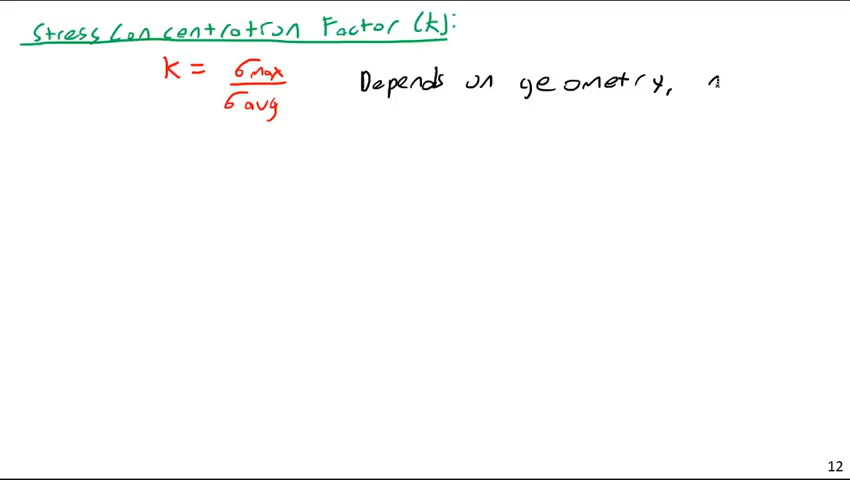 Stress Concentration Factor (k):
K = σmax / σavg Depends on geometry, n
12